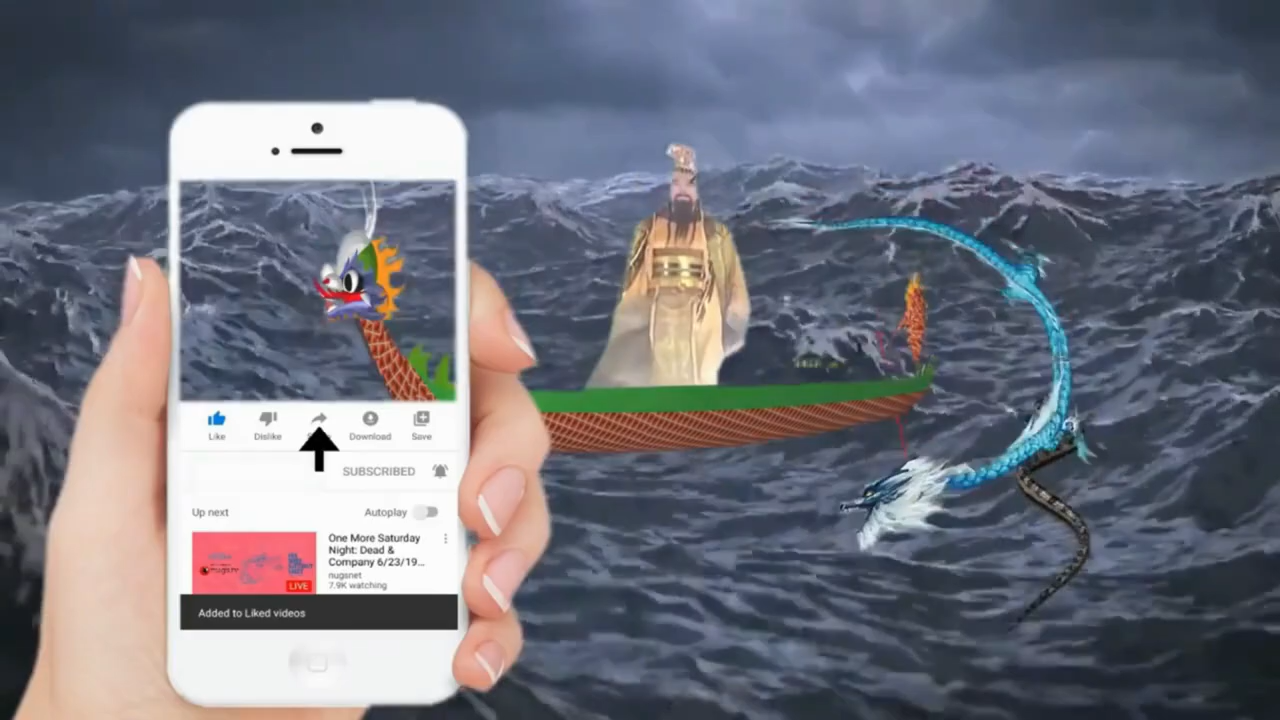 Like Dislike Download Save
SUBSCRIBED
Up next Autoplay
One More Saturday
Night: Dead &
Company 6/23/19...
nugsnet
7.9K watching
LIVE
Added to Liked videos